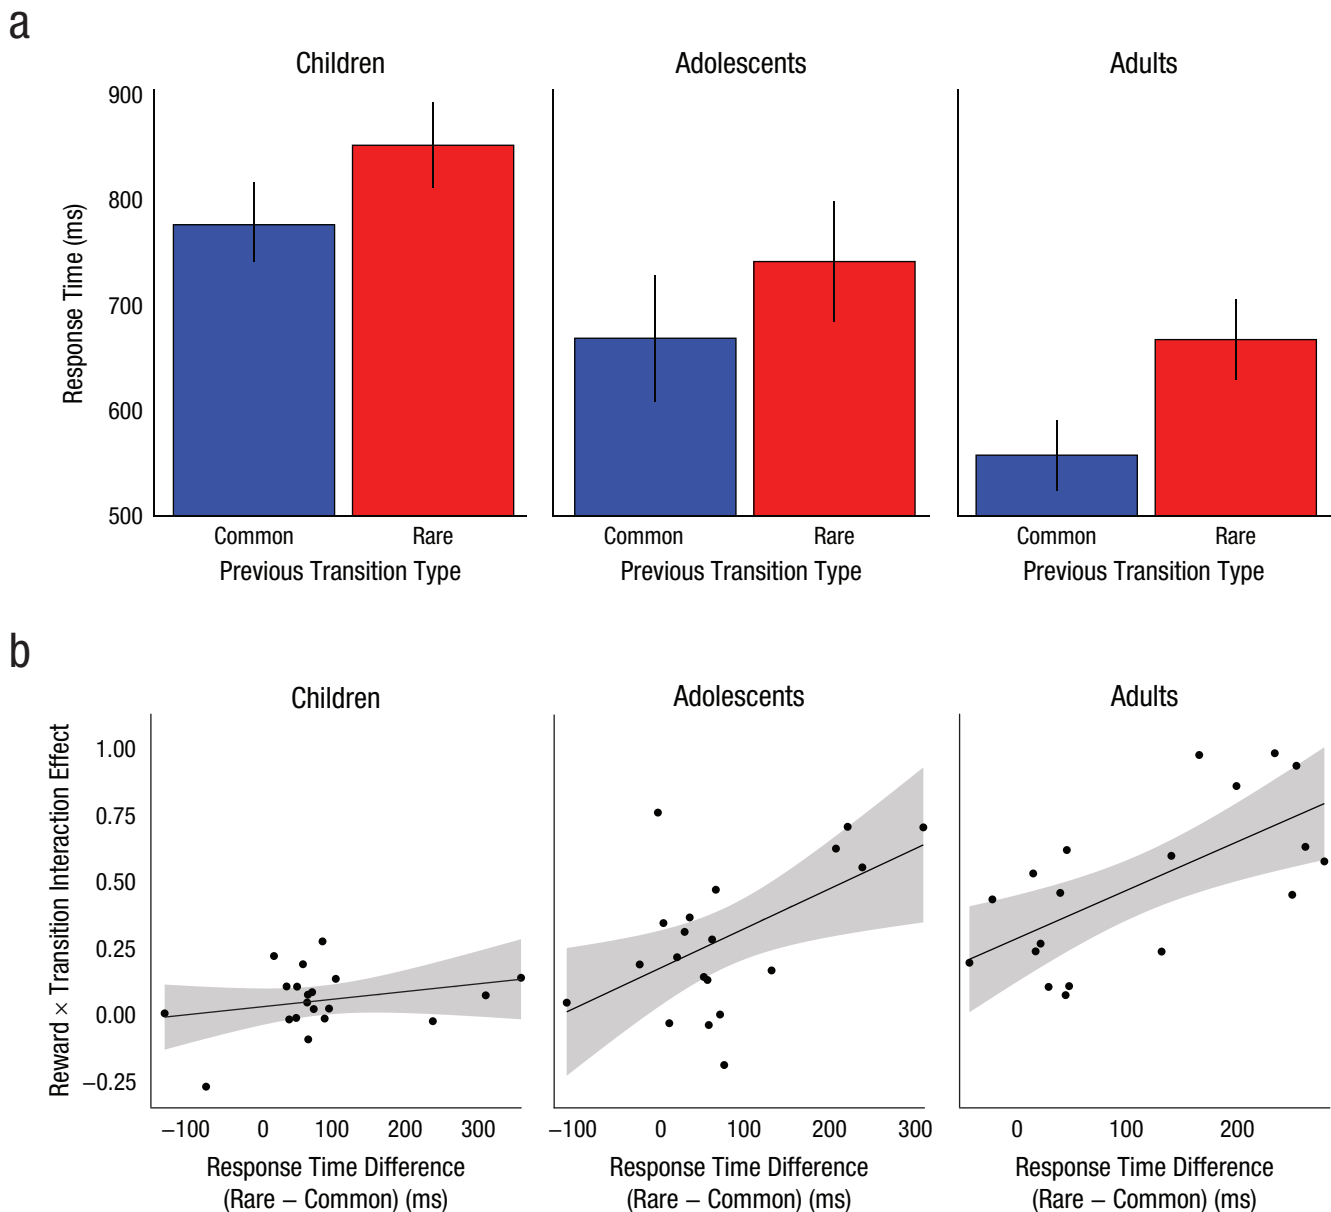 a
Children
Adolescents
Adults
Response Time (ms)
900
800
700
600
500
Common
Rare
Common
Rare
Common
Rare
Previous Transition Type
Previous Transition Type
Previous Transition Type
b
Children
Adolescents
Adults
Reward × Transition Interaction Effect
1.00
0.75
0.50
0.25
0.00
−0.25
−100 0 100 200 300
−100 0 100 200 300
0 100 200
Response Time Difference
(Rare – Common) (ms)
Response Time Difference
(Rare – Common) (ms)
Response Time Difference
(Rare – Common) (ms)